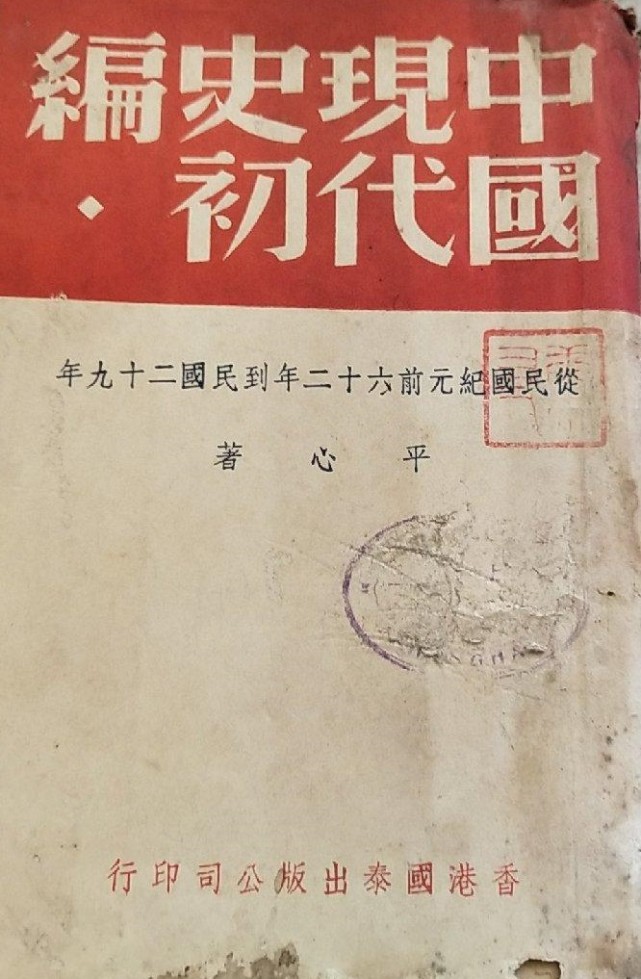 中國
現代
史初
編·
從民國紀元前六十二年到民國二十九年
平心著
香港國泰出版公司印行